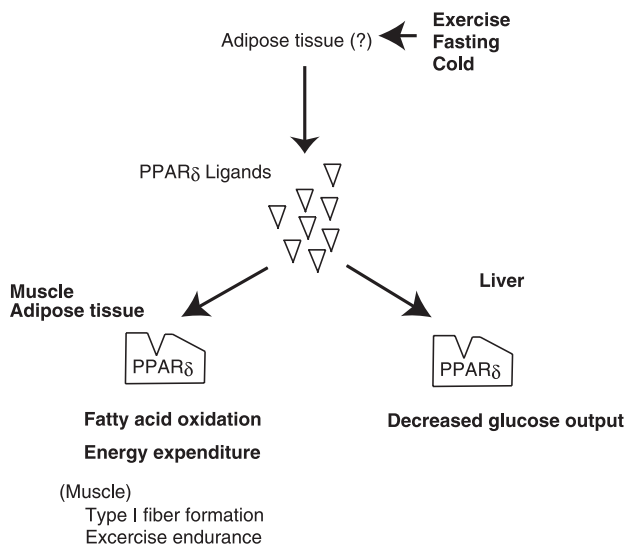 Adipose tissue (?)
Exercise
Fasting
Cold
PPARδ Ligands
Muscle
Adipose tissue
PPARδ
Fatty acid oxidation
Energy expenditure
(Muscle)
Type I fiber formation
Excercise endurance
Liver
PPARδ
Decreased glucose output